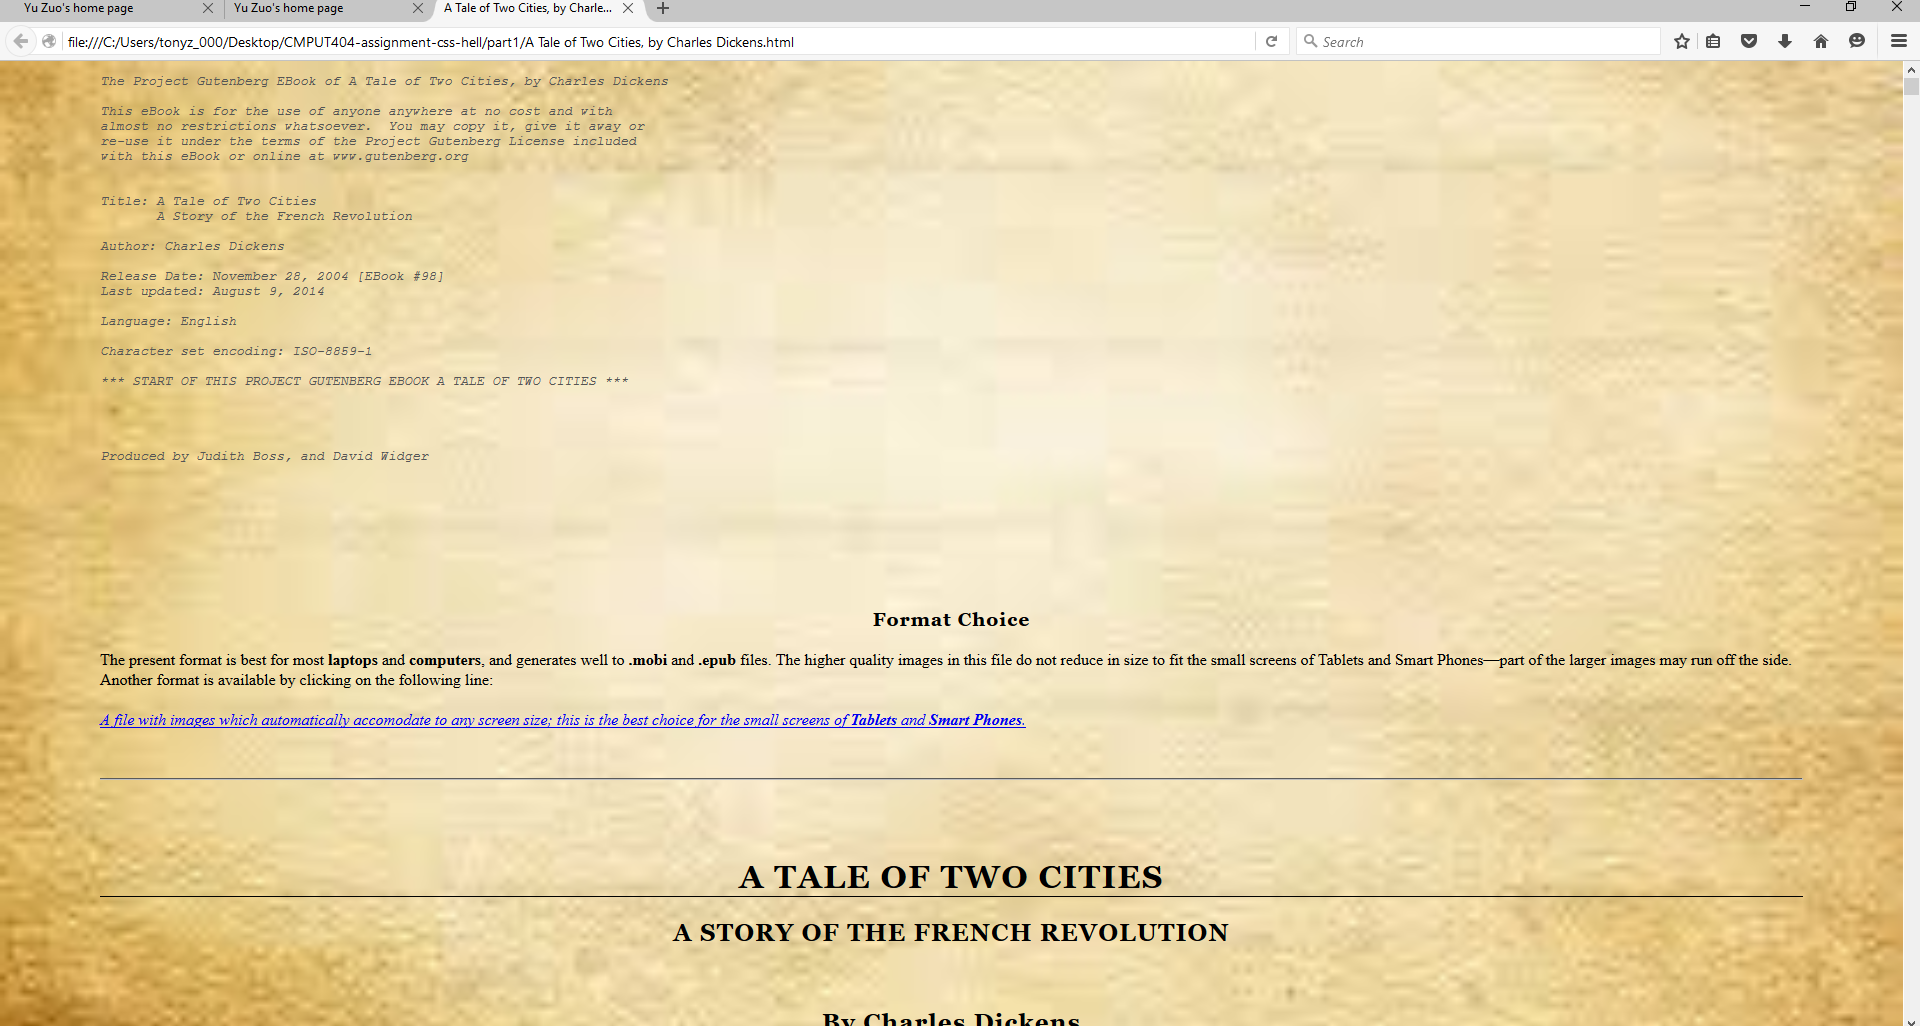 Yu Zuo's home page
Yu Zuo's home page
A Tale of Two Cities, by Charle...
file:///C:/Users/tonyz_000/Desktop/CMPUT404-assignment-css-hell/part1/A Tale of Two Cities, by Charles Dickens.html
Search
The Project Gutenberg EBook of A Tale of Two Cities, by Charles Dickens
This eBook is for the use of anyone anywhere at no cost and with
almost no restrictions whatsoever.  You may copy it, give it away or
re-use it under the terms of the Project Gutenberg License included
with this eBook or online at www.gutenberg.org
Title: A Tale of Two Cities
A Story of the French Revolution
Author: Charles Dickens
Release Date: November 28, 2004 [EBook #98]
Last updated: August 9, 2014
Language: English
Character set encoding: ISO-8859-1
*** START OF THIS PROJECT GUTENBERG EBOOK A TALE OF TWO CITIES ***
Produced by Judith Boss, and David Widger
Format Choice
The present format is best for most laptops and computers, and generates well to .mobi and .epub files. The higher quality images in this file do not reduce in size to fit the small screens of Tablets and Smart Phones—part of the larger images may run off the side.
Another format is available by clicking on the following line:
A file with images which automatically accomodate to any screen size; this is the best choice for the small screens of Tablets and Smart Phones.
A TALE OF TWO CITIES
A STORY OF THE FRENCH REVOLUTION
By Charles Dickens